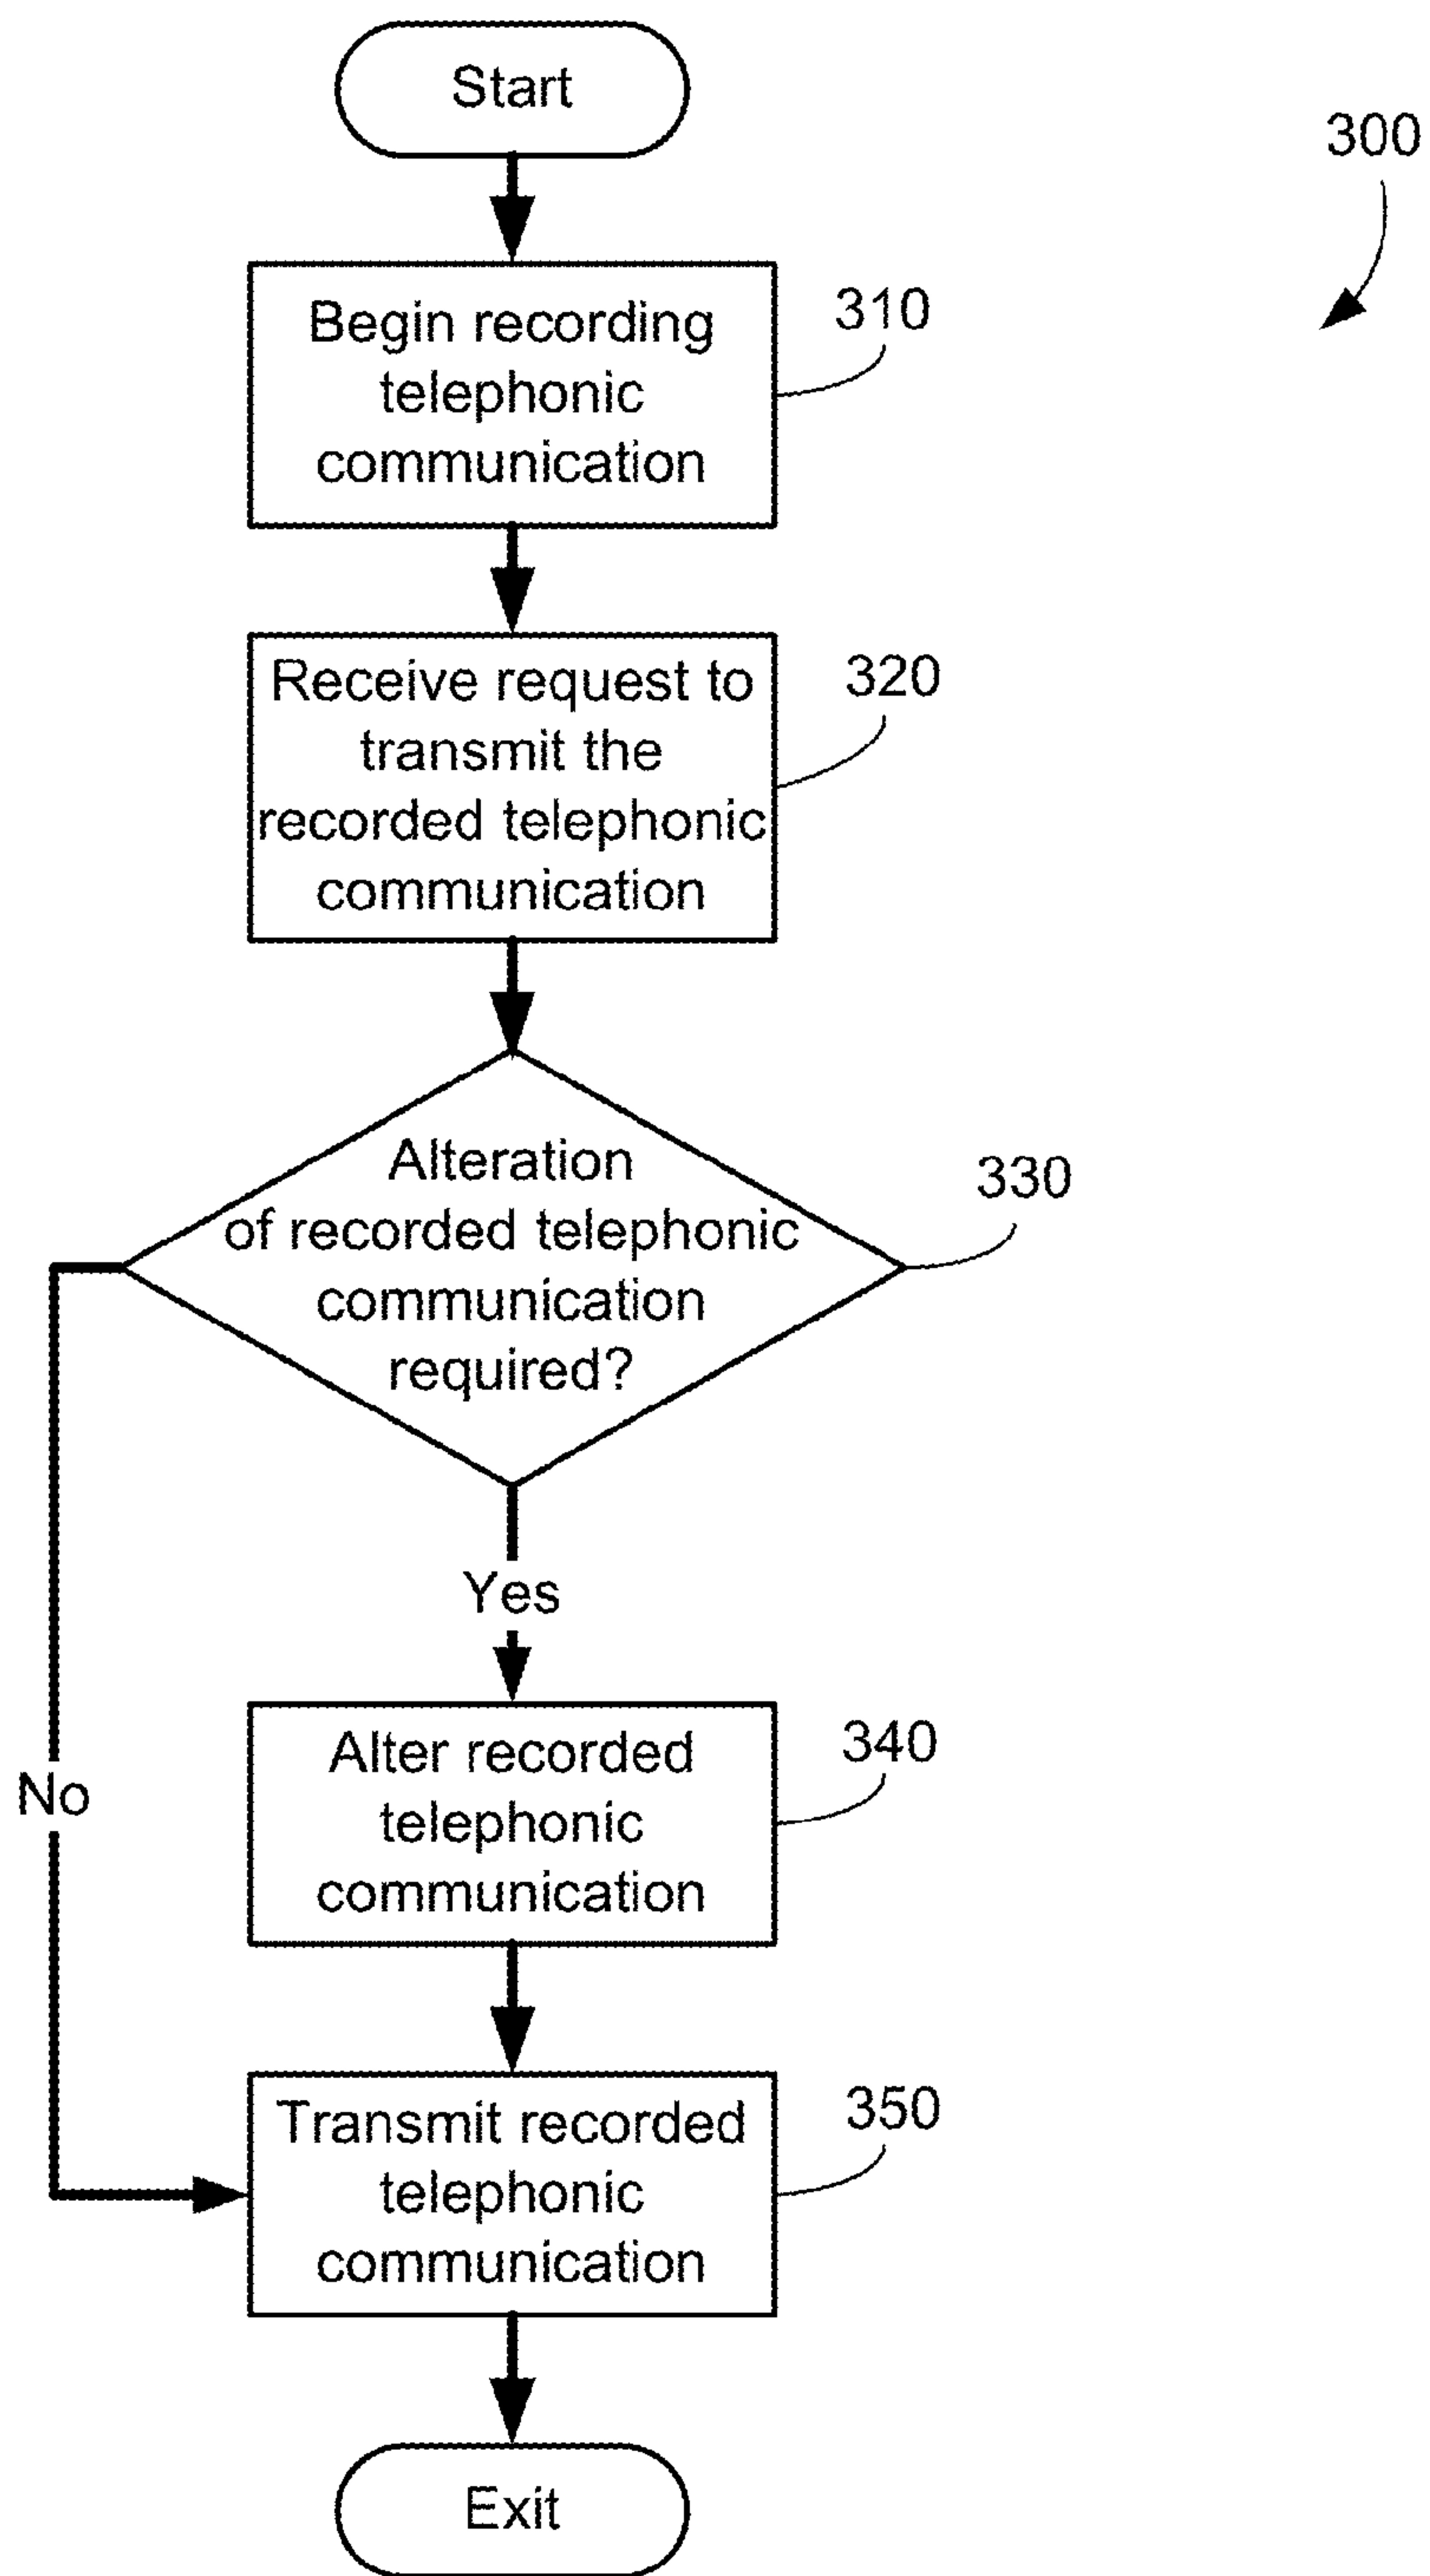 Start
300
Begin recording
telephonic
communication
310
Receive request to
transmit the
recorded telephonic
communication
320
Alteration
of recorded telephonic
communication
required?
330
Yes
Alter recorded
telephonic
communication
340
No
Transmit recorded
telephonic
communication
350
Exit